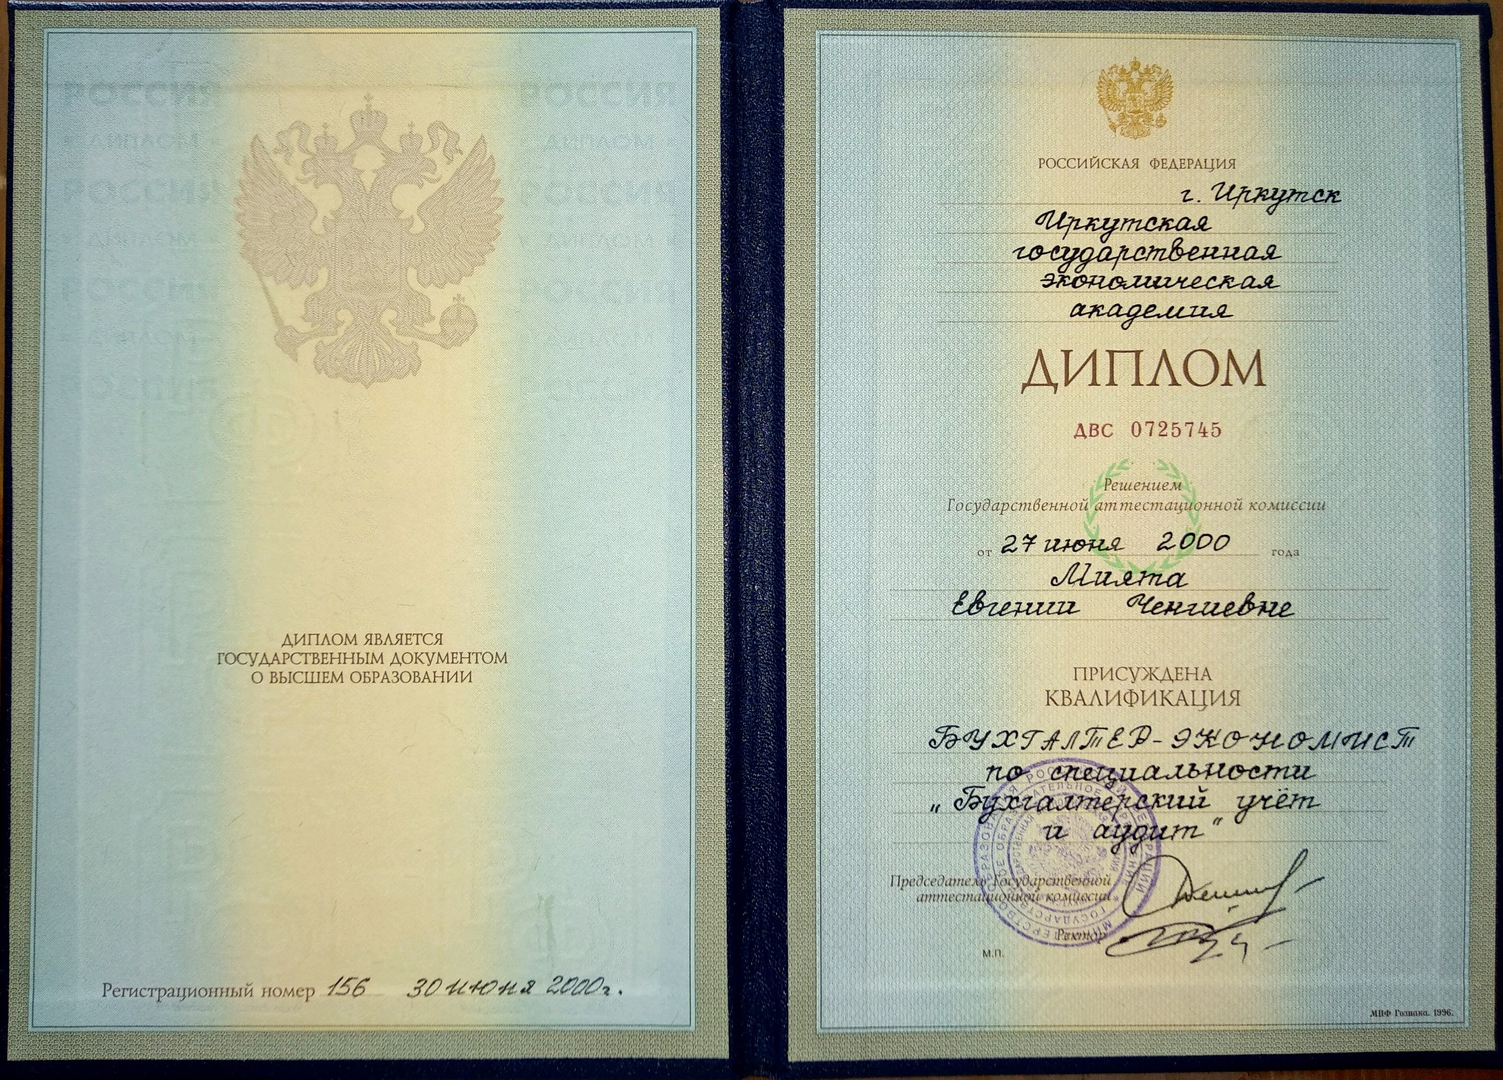 ДИПЛОМ ЯВЛЯЕТСЯ
ГОСУДАРСТВЕННЫМ ДОКУМЕНТОМ
О ВЫСШЕМ ОБРАЗОВАНИИ
Регистрационный номер 156 30 июня 2000г.
РОССИЙСКАЯ ФЕДЕРАЦИЯ
г. Иркутск
Иркутская
государственная
экономическая
академия
ДИПЛОМ
ДВС 0725745
Решением
Государственной аттестационной комиссии
от 27 июня 2000 года
Мията
Евгении Ченгиевне
ПРИСУЖДЕНА
КВАЛИФИКАЦИЯ
БУХГАЛТЕР-ЭКОНОМИСТ
по специальности
„Бухгалтерский учёт
и аудит"
Председатель Государственной
аттестационной комиссии
Ректор
М.П.
МПФ Гознака. 1996.